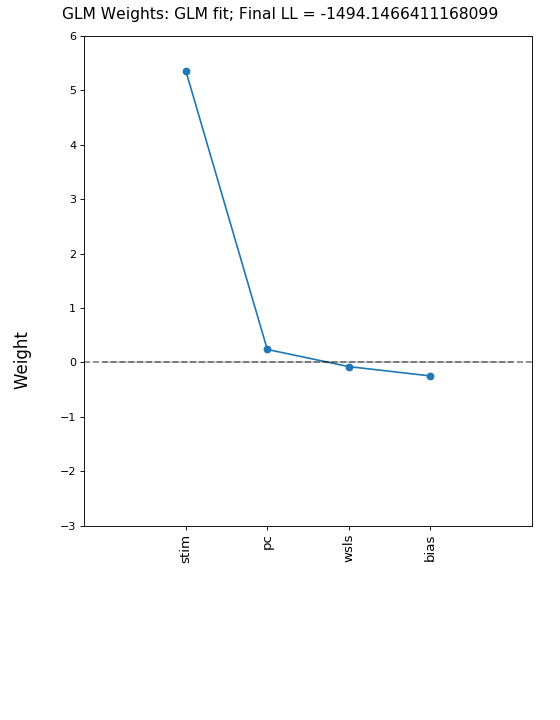 GLM Weights: GLM fit; Final LL = -1494.1466411168099
6
5
4
3
2
1
0
−1
−2
−3
Weight
stim
pc
wsls
bias